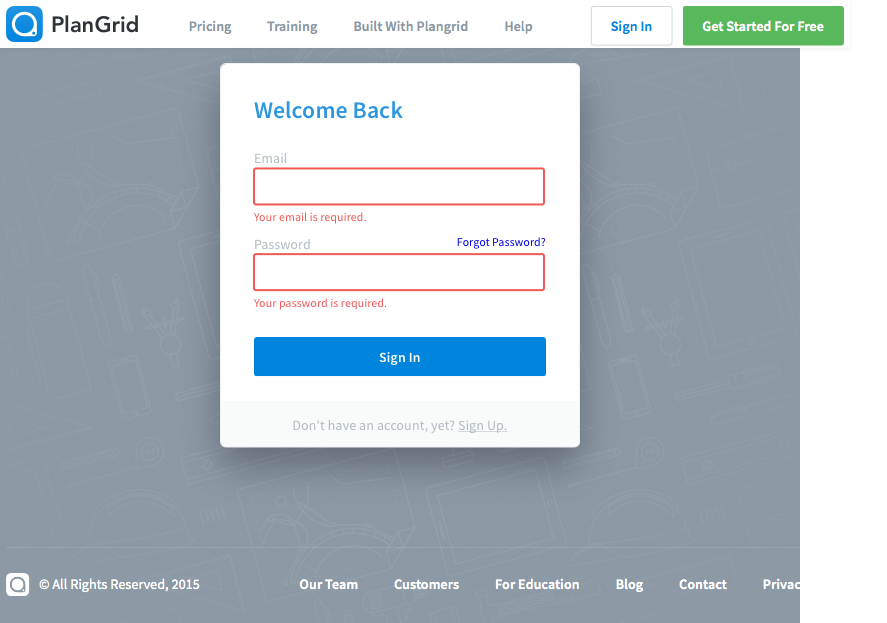 PlanGrid Pricing Training Built With Plangrid Help Sign In Get Started For Free
Welcome Back
Email
Your email is required.
Password Forgot Password?
Your password is required.
Sign In
Don't have an account, yet? Sign Up.
© All Rights Reserved, 2015 Our Team Customers For Education Blog Contact Privac